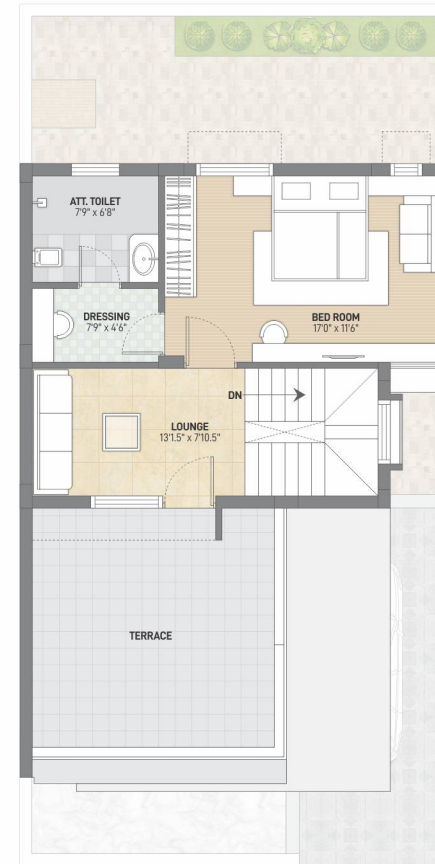 ATT. TOILET
7'9" x 6'8"
DRESSING
7'9" x 4'6"
BED ROOM
17'0" x 11'6"
DN
LOUNGE
13'1.5" x 7'10.5"
TERRACE